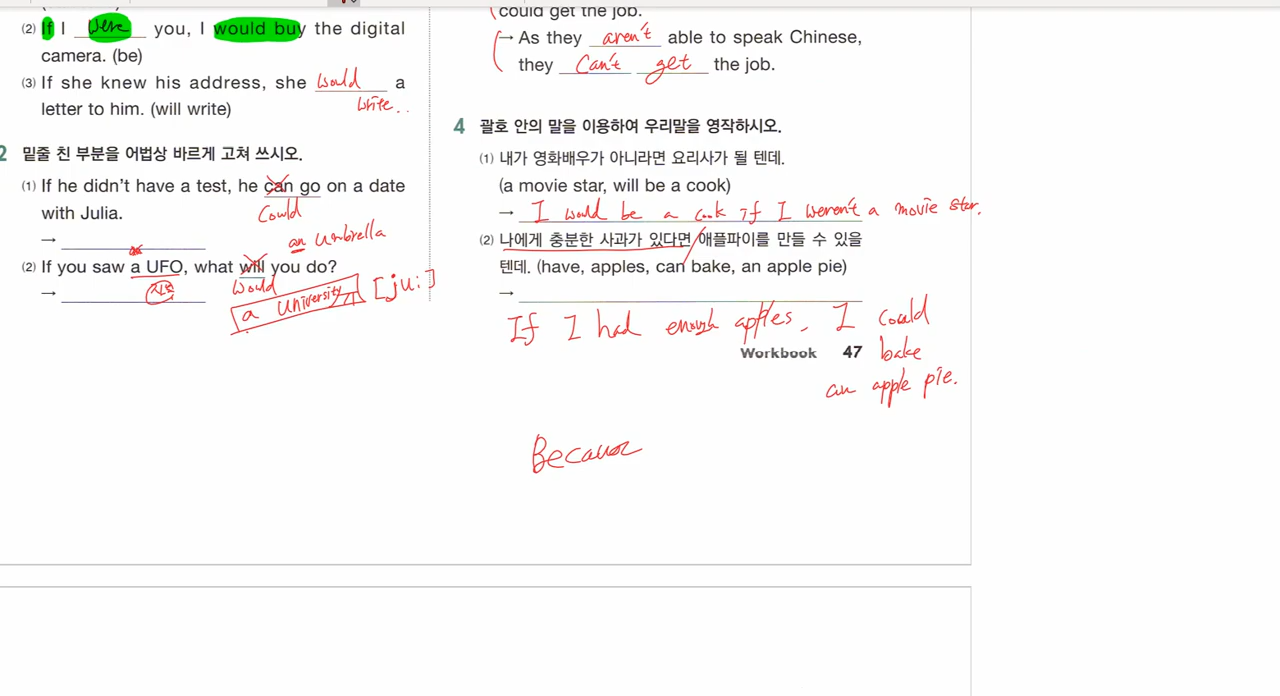 (2) If I were you, I would buy the digital
camera. (be)
(3) If she knew his address, she would a
write..
letter to him. (will write)
2 밑줄 친 부분을 어법상 바르게 고쳐 쓰시오.
(1) If he didn't have a test, he can go on a date
could
with Julia.
→
an umbrella
(2) If you saw a UFO, what will you do?
would
→
a university [ju:]
could get the job.
→ As they aren't able to speak Chinese,
they can't get the job.
4 괄호 안의 말을 이용하여 우리말을 영작하시오.
(1) 내가 영화배우가 아니라면 요리사가 될 텐데.
(a movie star, will be a cook)
→ I would be a cook if I weren't a movie star.
(2) 나에게 충분한 사과가 있다면 애플파이를 만들 수 있을
텐데. (have, apples, can bake, an apple pie)
→
If I had enough apples, I could
bake
an apple pie.
Workbook 47
Because